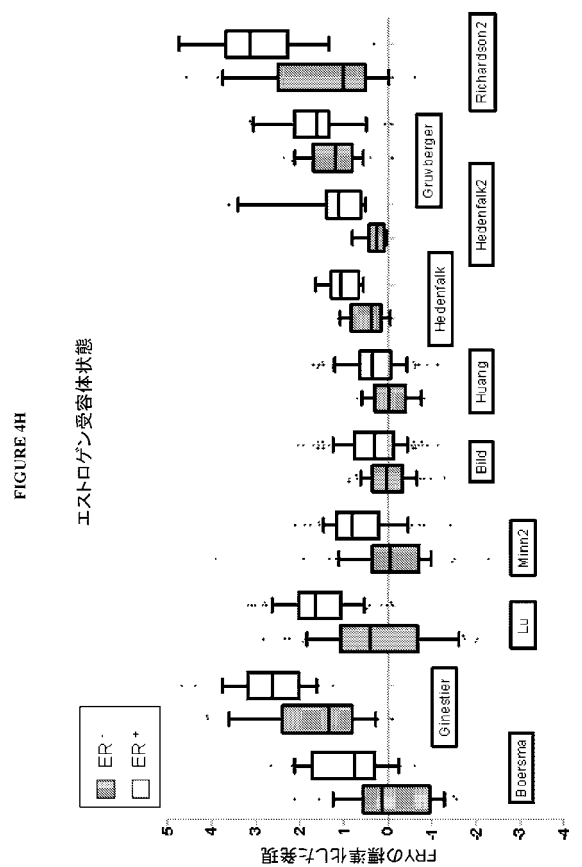 FIGURE 4H
エストロゲン受容体状態
ER -
ER +
FRYの標準化した発現
5
4
3
2
1
0
-1
-2
-3
-4
Boersma
Ginestier
Lu
Minn2
Bild
Huang
Hedenfalk
Hedenfalk2
Gruvberger
Richardson2